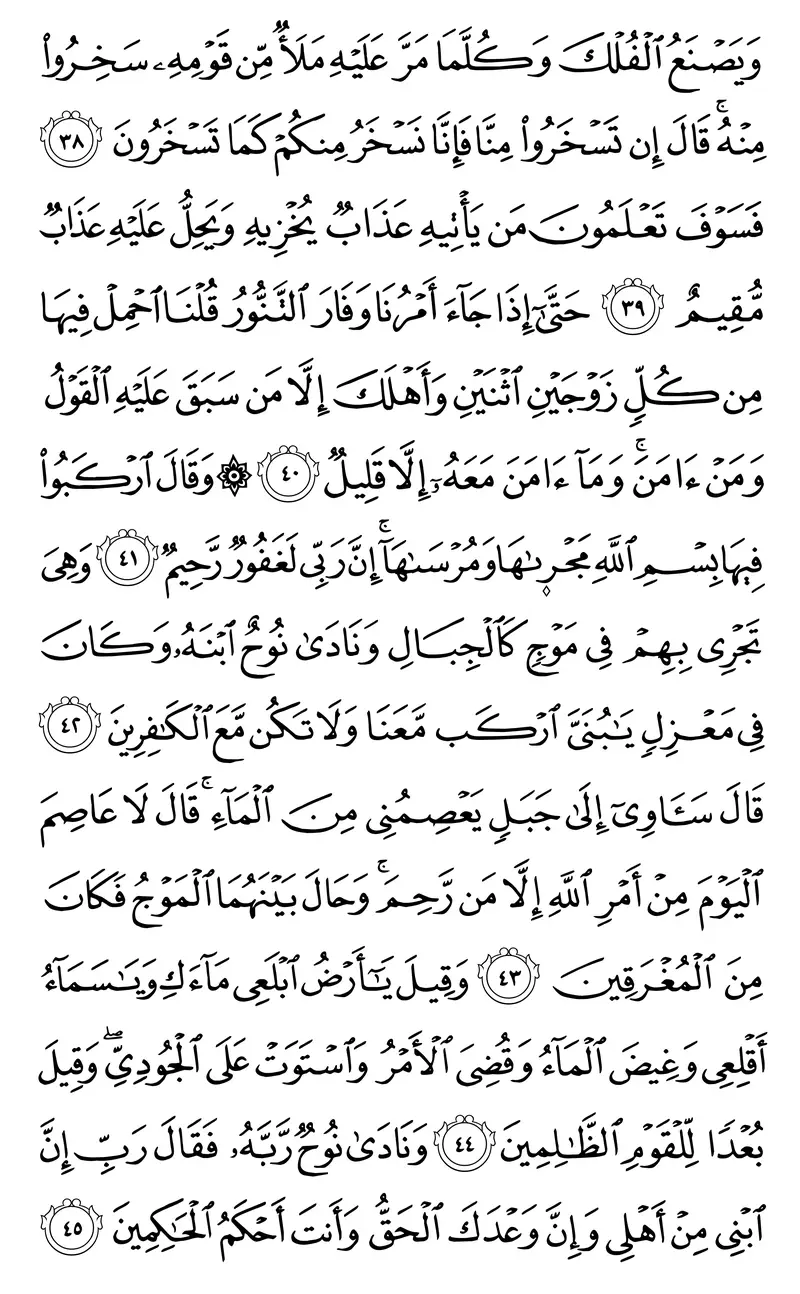 وَيَصْنَعُ ٱلْفُلْكَ وَكُلَّمَا مَرَّ عَلَيْهِ مَلَأٌ مِّن قَوْمِهِۦ سَخِرُوا۟
مِنْهُ ۚ قَالَ إِن تَسْخَرُوا۟ مِنَّا فَإِنَّا نَسْخَرُ مِنكُمْ كَمَا تَسْخَرُونَ ٣٨
فَسَوْفَ تَعْلَمُونَ مَن يَأْتِيهِ عَذَابٌ يُخْزِيهِ وَيَحِلُّ عَلَيْهِ عَذَابٌ
مُّقِيمٌ ٣٩ حَتَّىٰٓ إِذَا جَآءَ أَمْرُنَا وَفَارَ ٱلتَّنُّورُ قُلْنَا ٱحْمِلْ فِيهَا
مِن كُلٍّ زَوْجَيْنِ ٱثْنَيْنِ وَأَهْلَكَ إِلَّا مَن سَبَقَ عَلَيْهِ ٱلْقَوْلُ
وَمَنْ ءَامَنَ ۚ وَمَآ ءَامَنَ مَعَهُۥٓ إِلَّا قَلِيلٌ ٤٠ ۞ وَقَالَ ٱرْكَبُوا۟
فِيهَا بِسْمِ ٱللَّهِ مَجْر۪ىٰهَا وَمُرْسَىٰهَآ ۚ إِنَّ رَبِّى لَغَفُورٌ رَّحِيمٌ ٤١ وَهِىَ
تَجْرِى بِهِمْ فِى مَوْجٍ كَٱلْجِبَالِ وَنَادَىٰ نُوحٌ ٱبْنَهُۥ وَكَانَ
فِى مَعْزِلٍ يَـٰبُنَىَّ ٱرْكَب مَّعَنَا وَلَا تَكُن مَّعَ ٱلْكَـٰفِرِينَ ٤٢
قَالَ سَـَٔاوِىٓ إِلَىٰ جَبَلٍ يَعْصِمُنِى مِنَ ٱلْمَآءِ ۚ قَالَ لَا عَاصِمَ
ٱلْيَوْمَ مِنْ أَمْرِ ٱللَّهِ إِلَّا مَن رَّحِمَ ۚ وَحَالَ بَيْنَهُمَا ٱلْمَوْجُ فَكَانَ
مِنَ ٱلْمُغْرَقِينَ ٤٣ وَقِيلَ يَـٰٓأَرْضُ ٱبْلَعِى مَآءَكِ وَيَـٰسَمَآءُ
أَقْلِعِى وَغِيضَ ٱلْمَآءُ وَقُضِىَ ٱلْأَمْرُ وَٱسْتَوَتْ عَلَى ٱلْجُودِىِّ ۖ وَقِيلَ
بُعْدًا لِّلْقَوْمِ ٱلظَّـٰلِمِينَ ٤٤ وَنَادَىٰ نُوحٌ رَّبَّهُۥ فَقَالَ رَبِّ إِنَّ
ٱبْنِى مِنْ أَهْلِى وَإِنَّ وَعْدَكَ ٱلْحَقُّ وَأَنتَ أَحْكَمُ ٱلْحَـٰكِمِينَ ٤٥